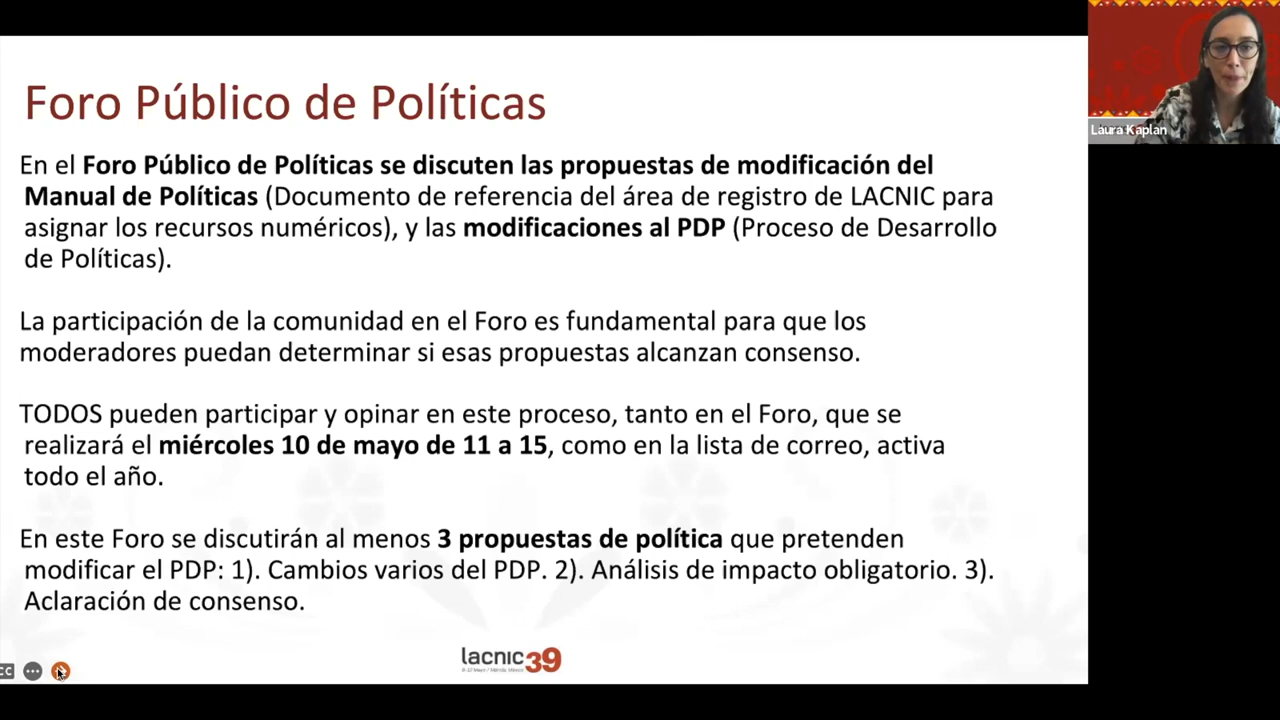 Foro Público de Políticas
En el Foro Público de Políticas se discuten las propuestas de modificación del
Manual de Políticas (Documento de referencia del área de registro de LACNIC para
asignar los recursos numéricos), y las modificaciones al PDP (Proceso de Desarrollo
de Políticas).
La participación de la comunidad en el Foro es fundamental para que los
moderadores puedan determinar si esas propuestas alcanzan consenso.
TODOS pueden participar y opinar en este proceso, tanto en el Foro, que se
realizará el miércoles 10 de mayo de 11 a 15, como en la lista de correo, activa
todo el año.
En este Foro se discutirán al menos 3 propuestas de política que pretenden
modificar el PDP: 1). Cambios varios del PDP. 2). Análisis de impacto obligatorio. 3).
Aclaración de consenso.
lacnic 39
CC
Laura Kaplan